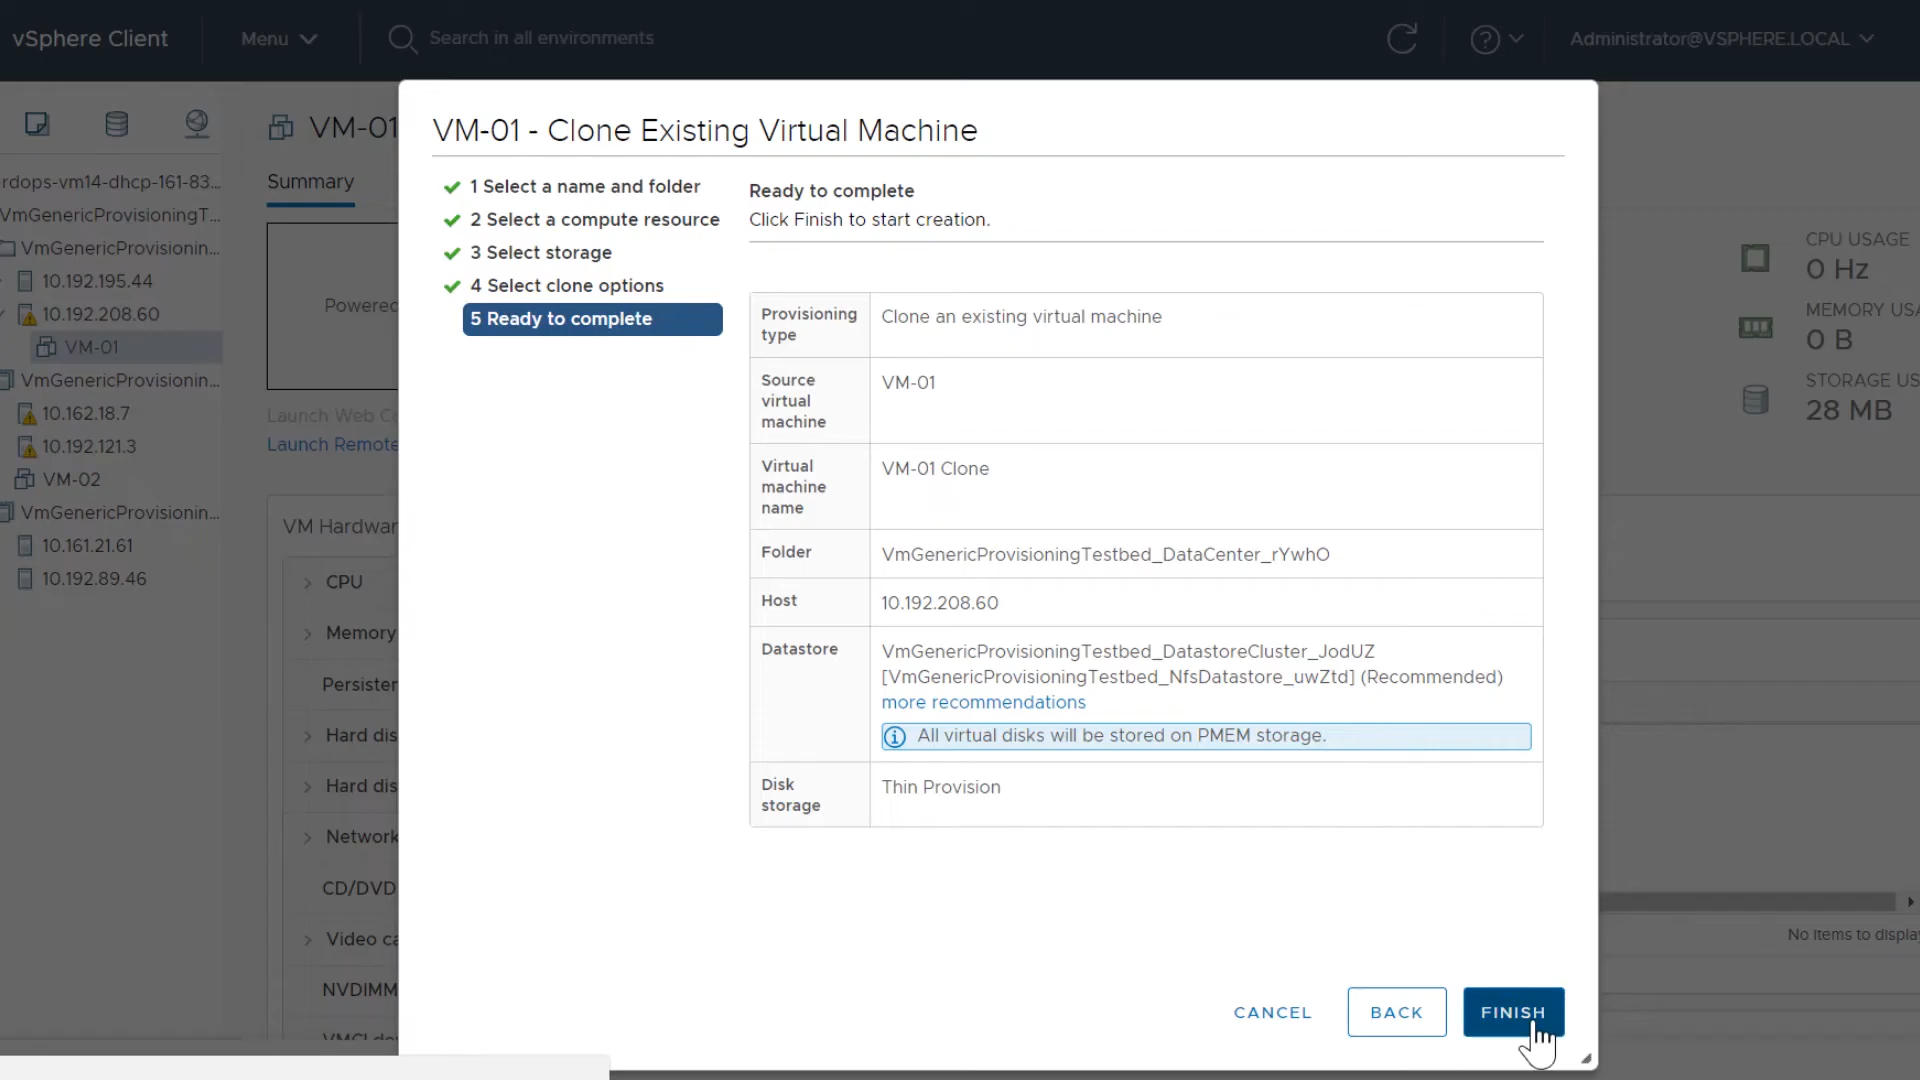 vSphere Client
Menu
Search in all environments
Administrator@VSPHERE.LOCAL
rdops-vm14-dhcp-161-83...
VmGenericProvisioningT...
VmGenericProvisionin...
10.192.195.44
10.192.208.60
VM-01
VmGenericProvisionin...
10.162.18.7
10.192.121.3
VM-02
VmGenericProvisionin...
10.161.21.61
10.192.89.46
VM-01
Summary
Powered
Launch Web Co
Launch Remote
VM Hardwar
CPU
Memory
Persisten
Hard dis
Hard dis
Network
CD/DVD
Video ca
NVDIMM
VM-01 - Clone Existing Virtual Machine
1 Select a name and folder
2 Select a compute resource
3 Select storage
4 Select clone options
5 Ready to complete
Ready to complete
Click Finish to start creation.
Provisioning type
Clone an existing virtual machine
Source virtual machine
VM-01
Virtual machine name
VM-01 Clone
Folder
VmGenericProvisioningTestbed_DataCenter_rYwhO
Host
10.192.208.60
Datastore
VmGenericProvisioningTestbed_DatastoreCluster_JodUZ
[VmGenericProvisioningTestbed_NfsDatastore_uwZtd] (Recommended)
more recommendations
All virtual disks will be stored on PMEM storage.
Disk storage
Thin Provision
CANCEL
BACK
FINISH
CPU USAGE
0 Hz
MEMORY USA
0 B
STORAGE US
28 MB
No items to display